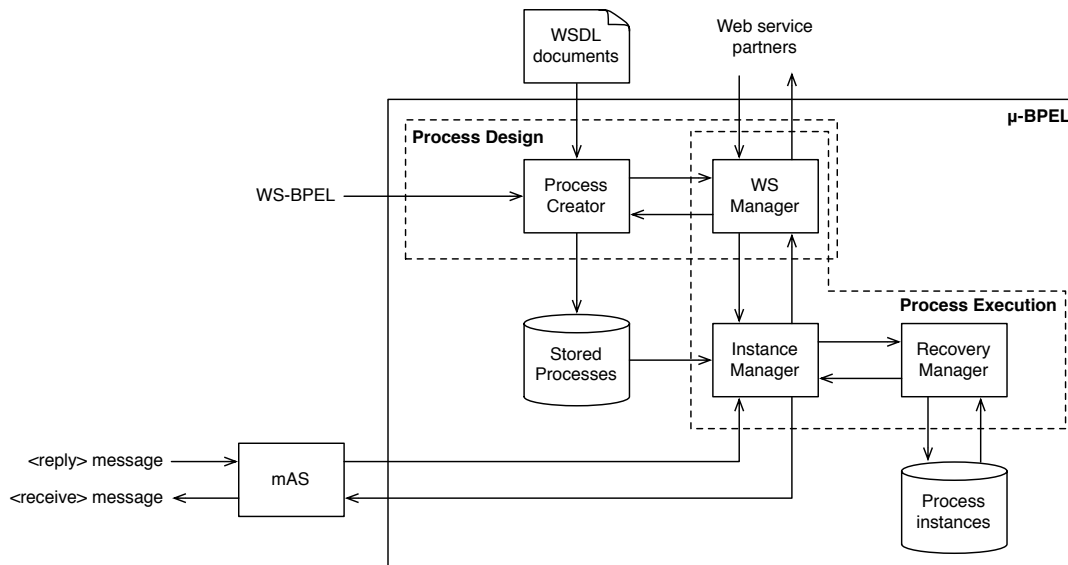 WSDL
documents
Web service
partners
µ-BPEL
Process Design
WS-BPEL
Process
Creator
WS
Manager
Process Execution
Stored
Processes
Instance
Manager
Recovery
Manager
<reply> message
<receive> message
mAS
Process
instances